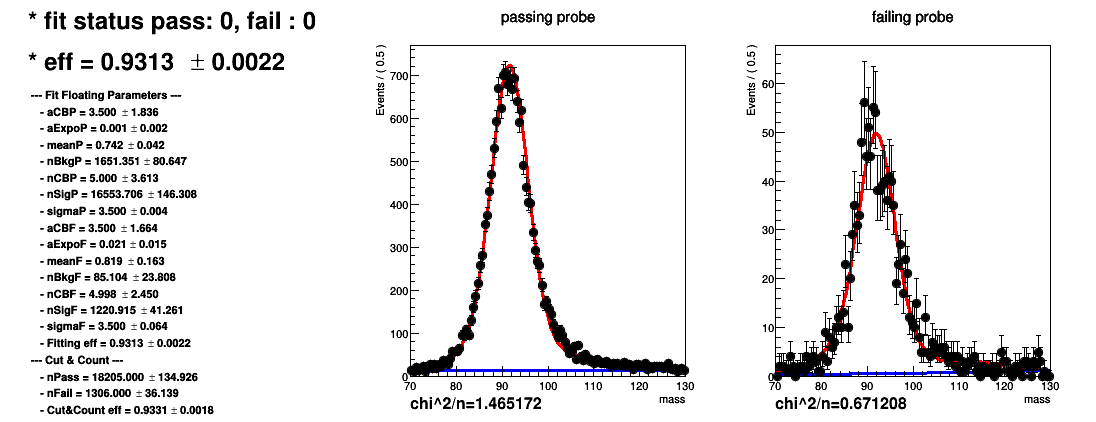 * fit status pass: 0, fail : 0
* eff = 0.9313 ± 0.0022
--- Fit Floating Parameters ---
- aCBP = 3.500 ± 1.836
- aExpoP = 0.001 ± 0.002
- meanP = 0.742 ± 0.042
- nBkgP = 1651.351 ± 80.647
- nCBP = 5.000 ± 3.613
- nSigP = 16553.706 ± 146.308
- sigmaP = 3.500 ± 0.004
- aCBF = 3.500 ± 1.664
- aExpoF = 0.021 ± 0.015
- meanF = 0.819 ± 0.163
- nBkgF = 85.104 ± 23.808
- nCBF = 4.998 ± 2.450
- nSigF = 1220.915 ± 41.261
- sigmaF = 3.500 ± 0.064
- Fitting eff = 0.9313 ± 0.0022
--- Cut & Count ---
- nPass = 18205.000 ± 134.926
- nFail = 1306.000 ± 36.139
- Cut&Count eff = 0.9331 ± 0.0018
passing probe
Events / ( 0.5 )
700
600
500
400
300
200
100
0
70 80 90 100 110 120 130
mass
chi^2/n=1.465172
failing probe
Events / ( 0.5 )
60
50
40
30
20
10
0
70 80 90 100 110 120 130
mass
chi^2/n=0.671208